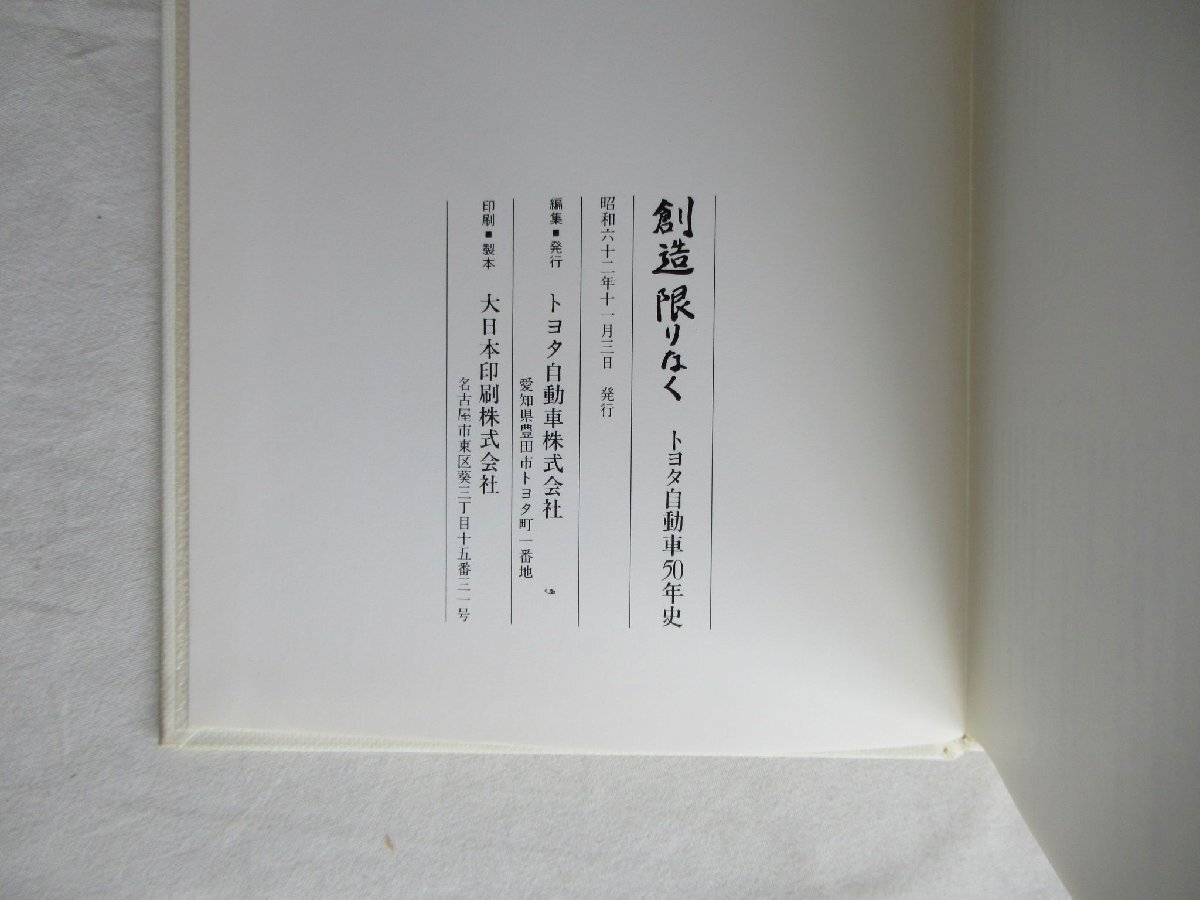 創造限りなく　トヨタ自動車50年史
昭和六十二年十一月三日　発行
編集■発行　トヨタ自動車株式会社
愛知県豊田市トヨタ町一番地
印刷■製本　大日本印刷株式会社
名古屋市東区葵三丁目十五番三一号